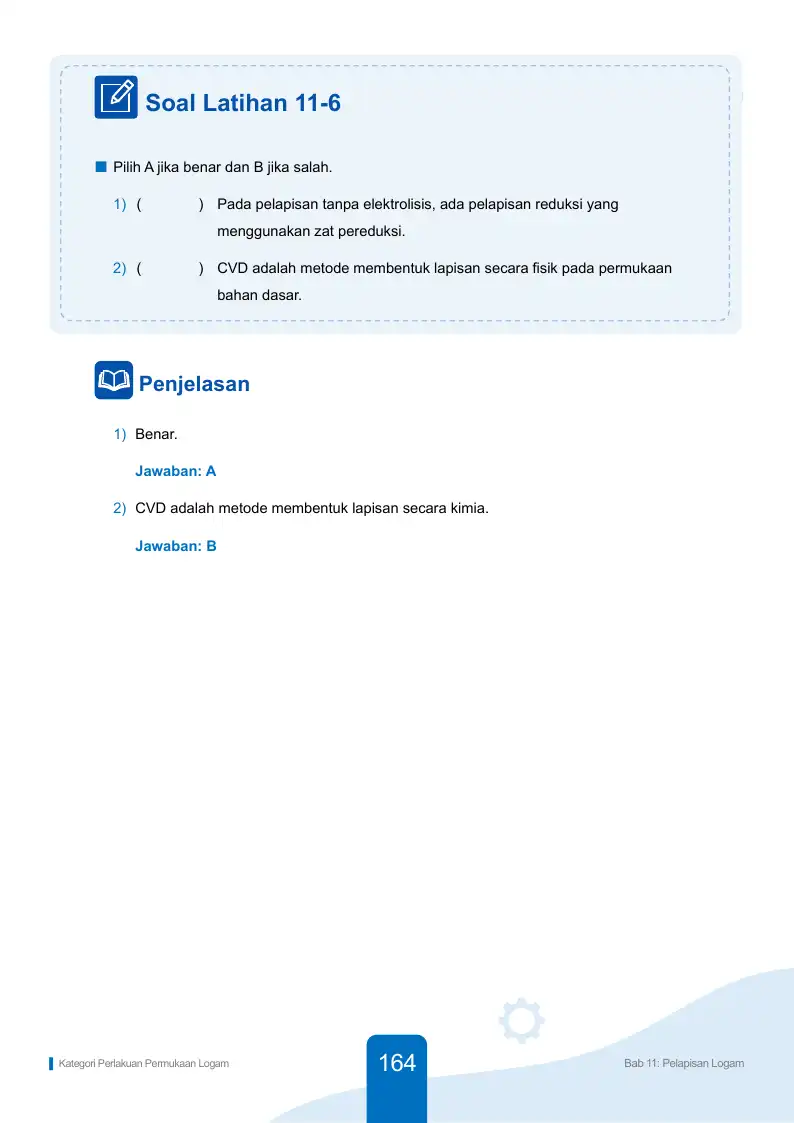 Soal Latihan 11-6
Pilih A jika benar dan B jika salah.
1) ( ) Pada pelapisan tanpa elektrolisis, ada pelapisan reduksi yang
menggunakan zat pereduksi.
2) ( ) CVD adalah metode membentuk lapisan secara fisik pada permukaan
bahan dasar.
Penjelasan
1) Benar.
Jawaban: A
2) CVD adalah metode membentuk lapisan secara kimia.
Jawaban: B
Kategori Perlakuan Permukaan Logam
164
Bab 11: Pelapisan Logam